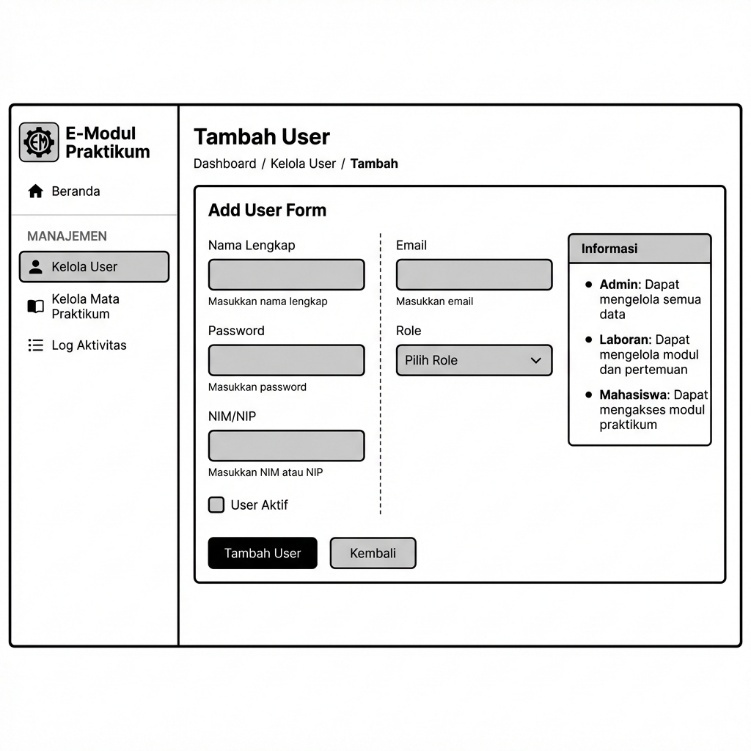 EM
E-Modul
Praktikum
Beranda
MANAJEMEN
Kelola User
Kelola Mata
Praktikum
Log Aktivitas
Tambah User
Dashboard / Kelola User / Tambah
Add User Form
Nama Lengkap
Masukkan nama lengkap
Password
Masukkan password
NIM/NIP
Masukkan NIM atau NIP
User Aktif
Tambah User
Kembali
Email
Masukkan email
Role
Pilih Role
Informasi
• Admin: Dapat
mengelola semua
data
• Laboran: Dapat
mengelola modul
dan pertemuan
• Mahasiswa: Dapat
mengakses modul
praktikum